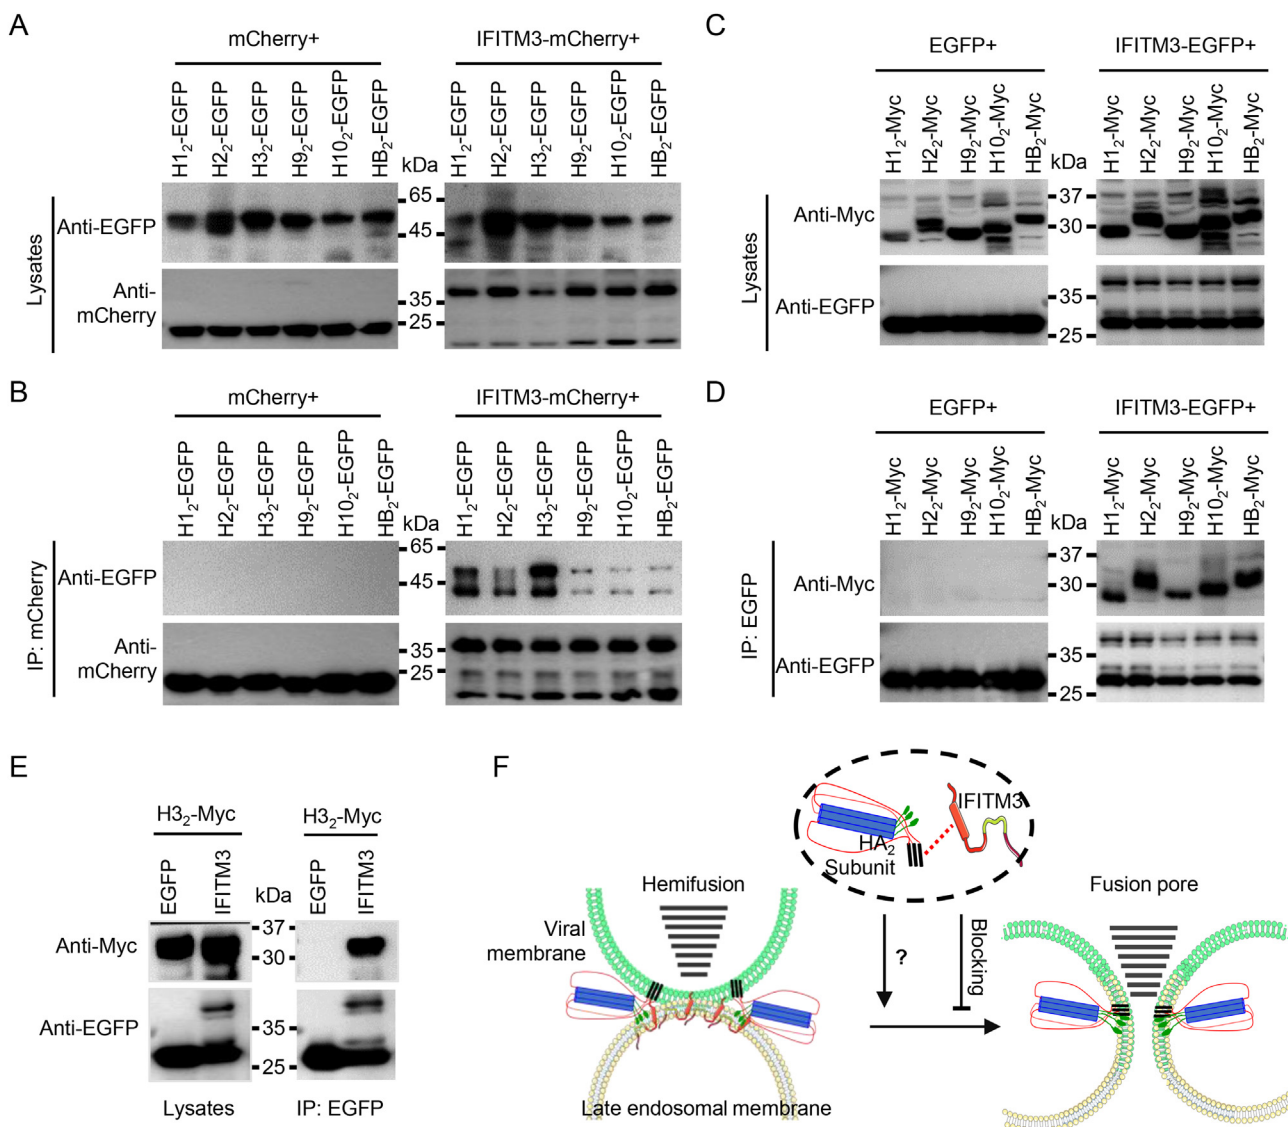 A
mCherry+
IFITM3-mCherry+
H1₂-EGFP
H2₂-EGFP
H3₂-EGFP
H9₂-EGFP
H10₂-EGFP
HB₂-EGFP
kDa
H1₂-EGFP
H2₂-EGFP
H3₂-EGFP
H9₂-EGFP
H10₂-EGFP
HB₂-EGFP
Lysates
Anti-EGFP
65
45
Anti-
mCherry
35
25
B
mCherry+
IFITM3-mCherry+
H1₂-EGFP
H2₂-EGFP
H3₂-EGFP
H9₂-EGFP
H10₂-EGFP
HB₂-EGFP
kDa
H1₂-EGFP
H2₂-EGFP
H3₂-EGFP
H9₂-EGFP
H10₂-EGFP
HB₂-EGFP
IP: mCherry
Anti-EGFP
65
45
Anti-
mCherry
35
25
C
EGFP+
IFITM3-EGFP+
H1₂-Myc
H2₂-Myc
H9₂-Myc
H10₂-Myc
HB₂-Myc
kDa
H1₂-Myc
H2₂-Myc
H9₂-Myc
H10₂-Myc
HB₂-Myc
Lysates
Anti-Myc
37
30
Anti-EGFP
35
25
D
EGFP+
IFITM3-EGFP+
H1₂-Myc
H2₂-Myc
H9₂-Myc
H10₂-Myc
HB₂-Myc
kDa
H1₂-Myc
H2₂-Myc
H9₂-Myc
H10₂-Myc
HB₂-Myc
IP: EGFP
Anti-Myc
37
30
Anti-EGFP
35
25
E
H3₂-Myc
H3₂-Myc
EGFP
IFITM3
kDa
EGFP
IFITM3
Anti-Myc
37
30
Anti-EGFP
35
25
Lysates
IP: EGFP
F
IFITM3
HA₂
Subunit
Hemifusion
Fusion pore
Viral
membrane
?
Blocking
Late endosomal membrane